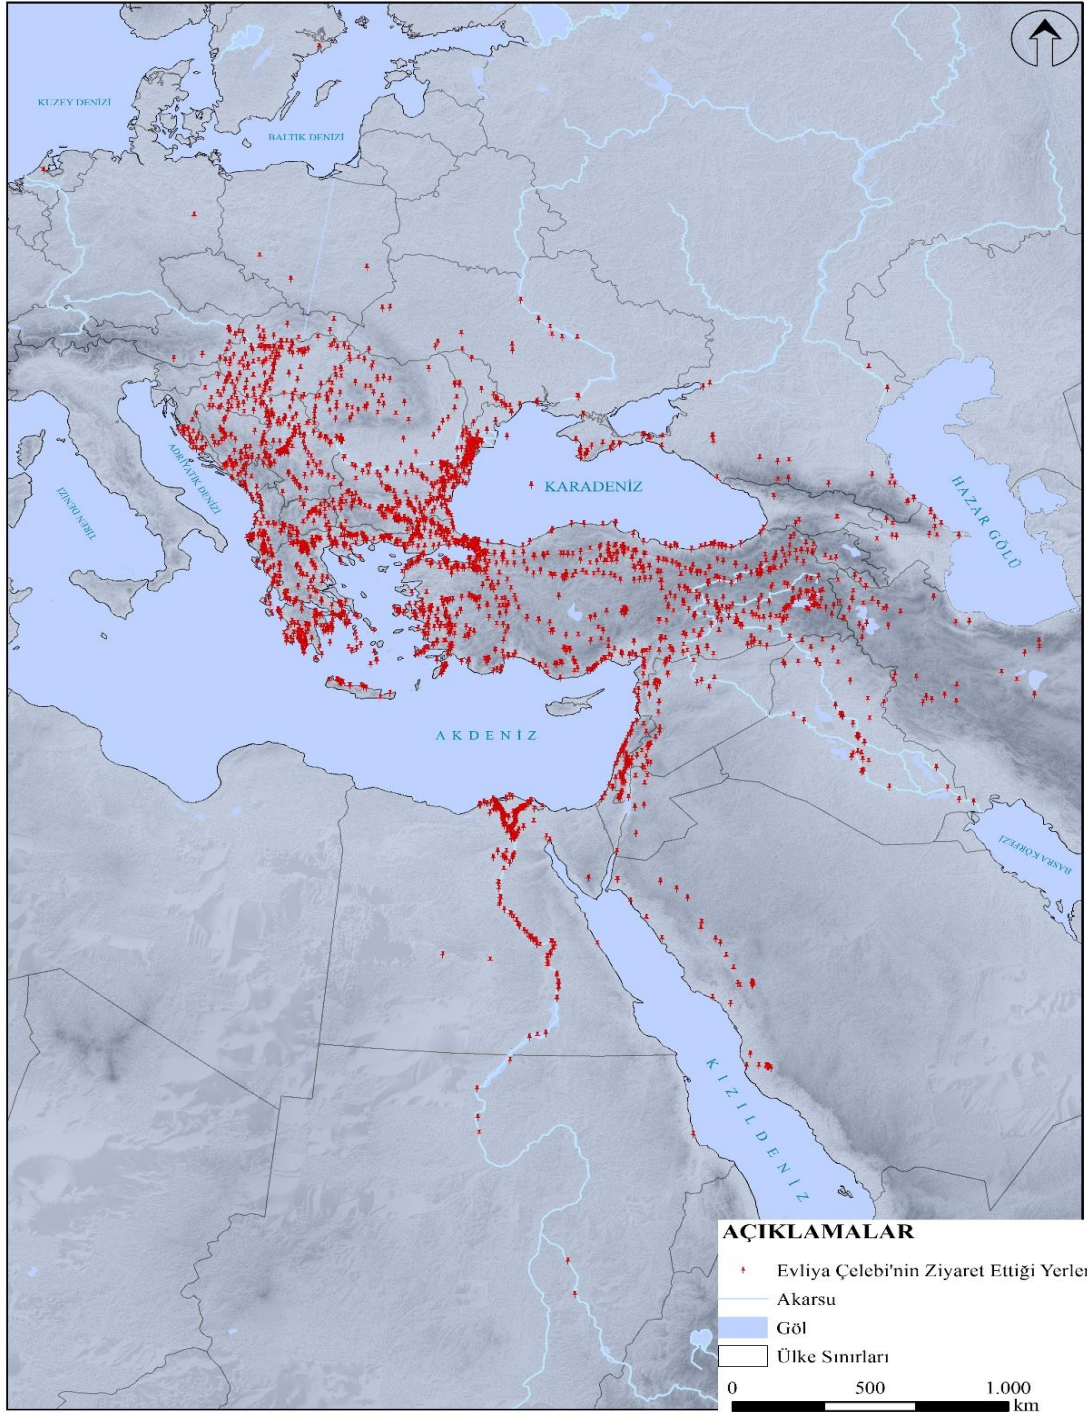 KUZEY DENİZİ
BALTIK DENİZİ
ADRİYATİK DENİZİ
TİREN DENİZİ
KARADENİZ
HAZAR GÖLÜ
AKDENİZ
BASRA KÖRFEZİ
KIZILDENİZ
AÇIKLAMALAR
Evliya Çelebi'nin Ziyaret Ettiği Yerler
Akarsu
Göl
Ülke Sınırları
0 500 1.000
km